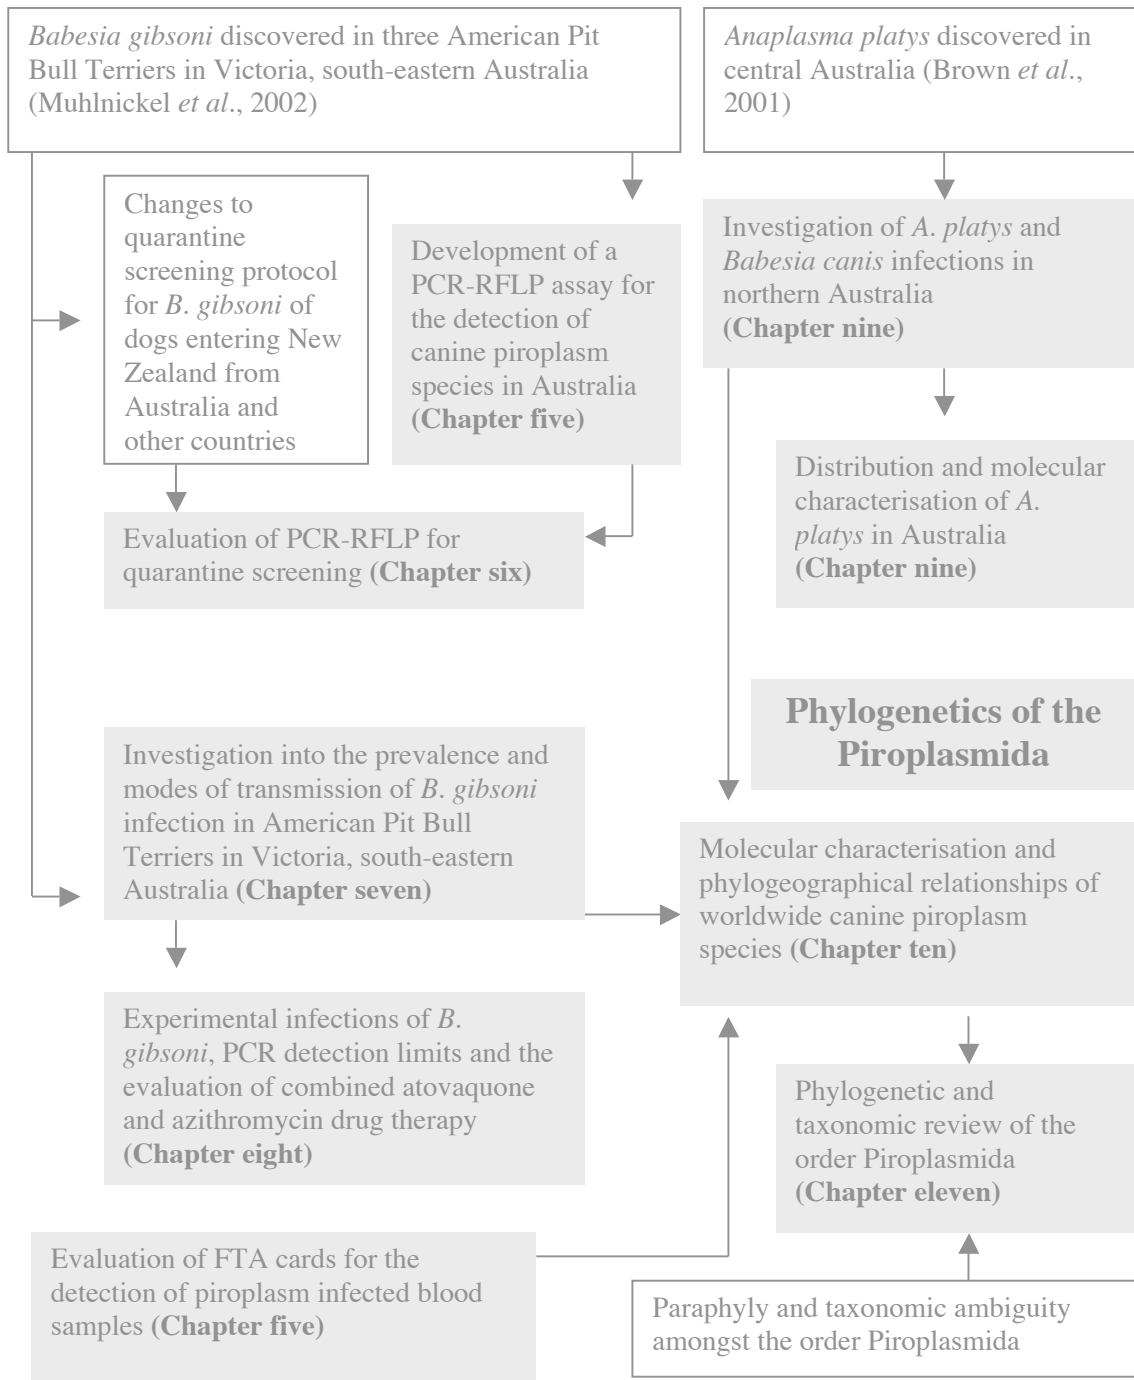 Babesia gibsoni discovered in three American Pit
Bull Terriers in Victoria, south-eastern Australia
(Muhlnickel et al., 2002)
Anaplasma platys discovered in
central Australia (Brown et al.,
2001)
Changes to
quarantine
screening protocol
for B. gibsoni of
dogs entering New
Zealand from
Australia and
other countries
Development of a
PCR-RFLP assay for
the detection of
canine piroplasm
species in Australia
(Chapter five)
Investigation of A. platys and
Babesia canis infections in
northern Australia
(Chapter nine)
Distribution and molecular
characterisation of A.
platys in Australia
(Chapter nine)
Evaluation of PCR-RFLP for
quarantine screening (Chapter six)
Phylogenetics of the
Piroplasmida
Investigation into the prevalence and
modes of transmission of B. gibsoni
infection in American Pit Bull
Terriers in Victoria, south-eastern
Australia (Chapter seven)
Molecular characterisation and
phylogeographical relationships of
worldwide canine piroplasm
species (Chapter ten)
Experimental infections of B.
gibsoni, PCR detection limits and the
evaluation of combined atovaquone
and azithromycin drug therapy
(Chapter eight)
Phylogenetic and
taxonomic review of the
order Piroplasmida
(Chapter eleven)
Evaluation of FTA cards for the
detection of piroplasm infected blood
samples (Chapter five)
Paraphyly and taxonomic ambiguity
amongst the order Piroplasmida